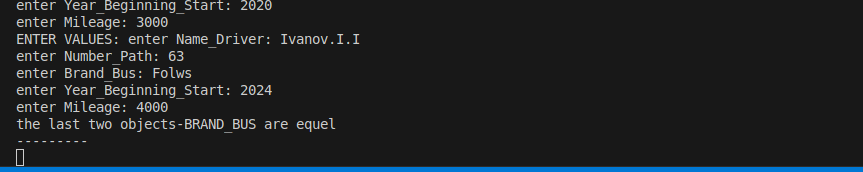 enter Year_Beginning_Start: 2020
enter Mileage: 3000
ENTER VALUES: enter Name_Driver: Ivanov.I.I
enter Number_Path: 63
enter Brand_Bus: Folws
enter Year_Beginning_Start: 2024
enter Mileage: 4000
the last two objects-BRAND_BUS are equel
---------